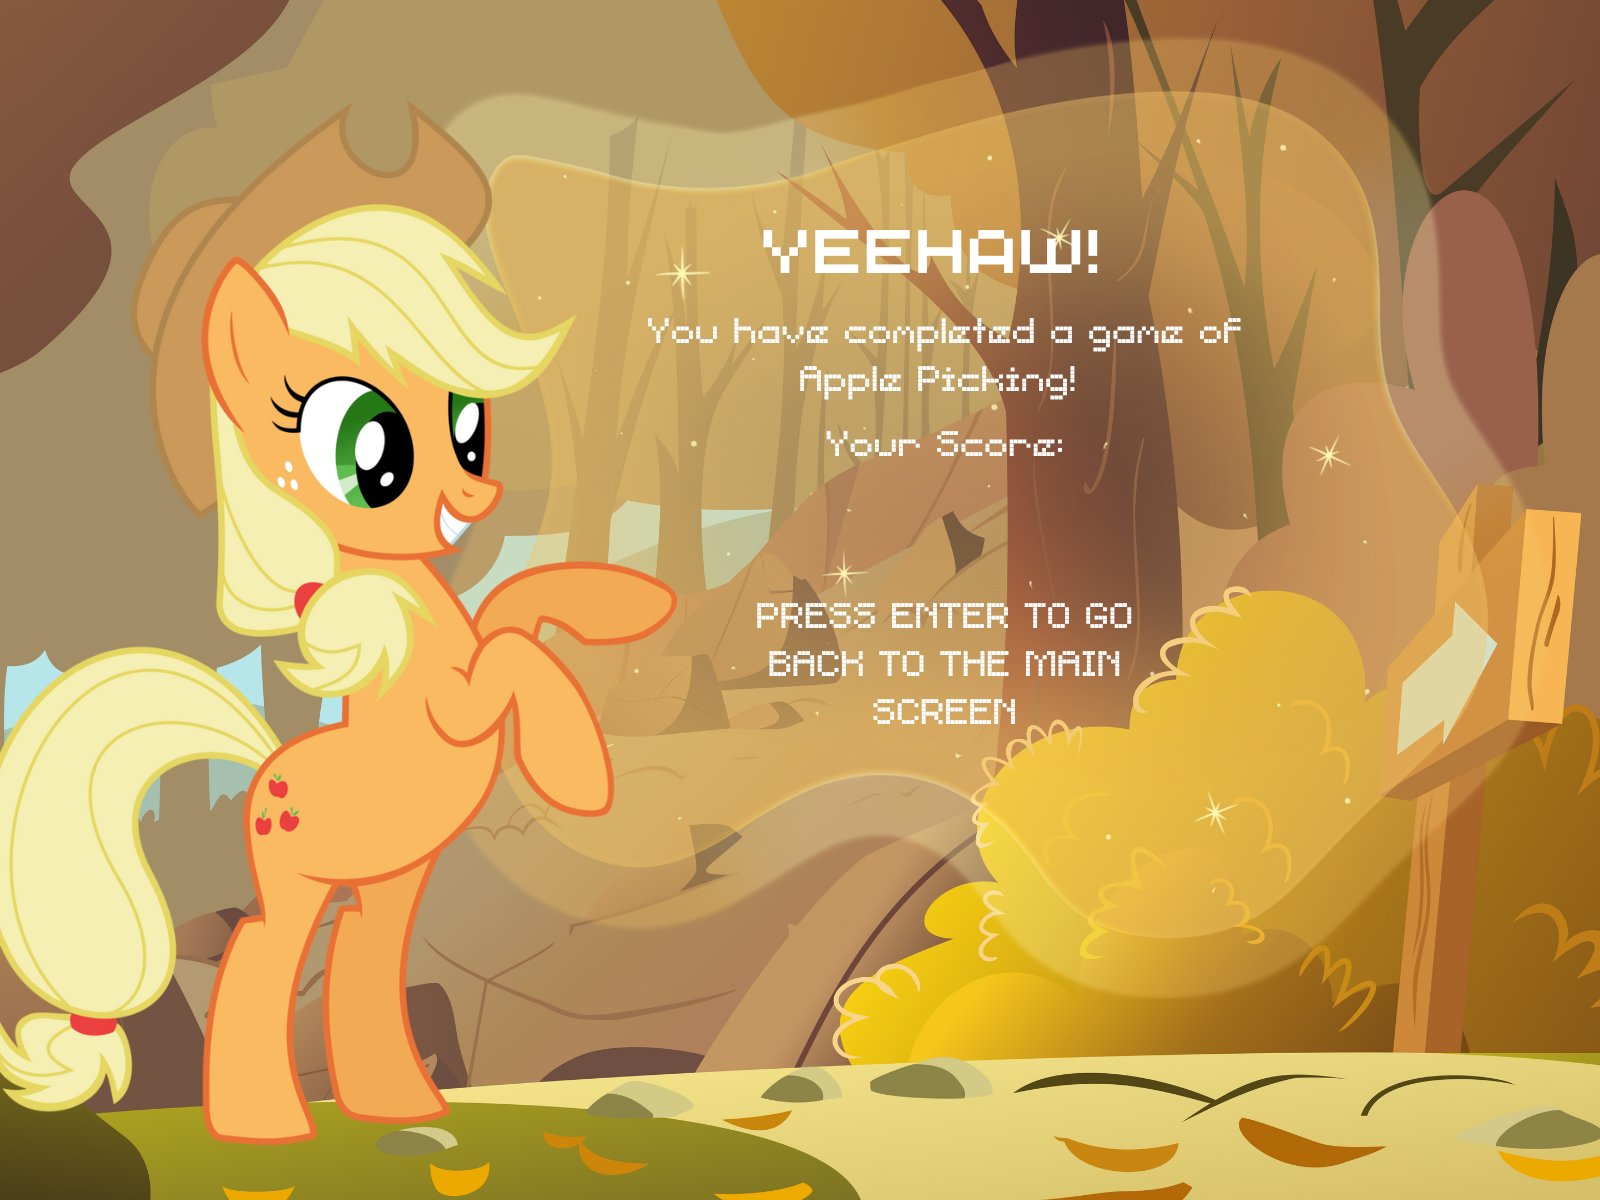 YEEHAW!
You have completed a game of
Apple Picking!
Your Score:
PRESS ENTER TO GO
BACK TO THE MAIN
SCREEN